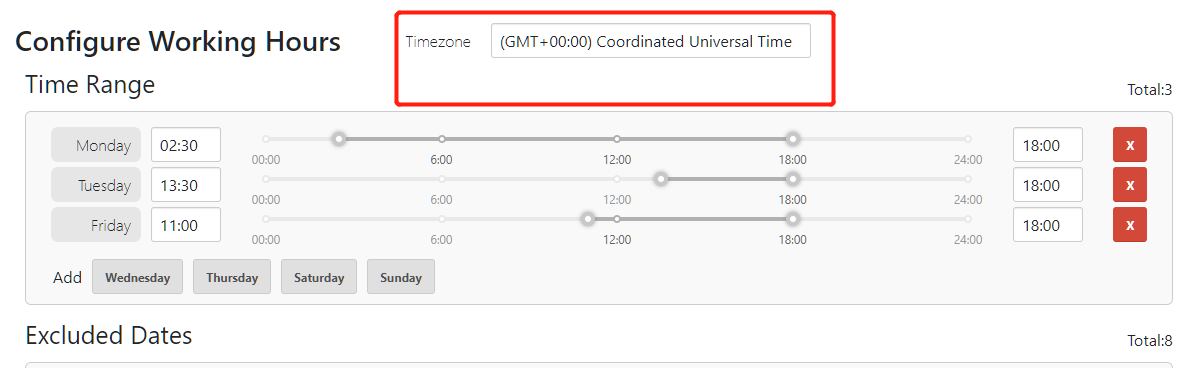 Configure Working Hours
Timezone (GMT+00:00) Coordinated Universal Time
Time Range
Total:3
Monday 02:30 18:00 X
00:00 6:00 12:00 18:00 24:00
Tuesday 13:30 18:00 X
00:00 6:00 12:00 18:00 24:00
Friday 11:00 18:00 X
00:00 6:00 12:00 18:00 24:00
Add Wednesday Thursday Saturday Sunday
Excluded Dates
Total:8